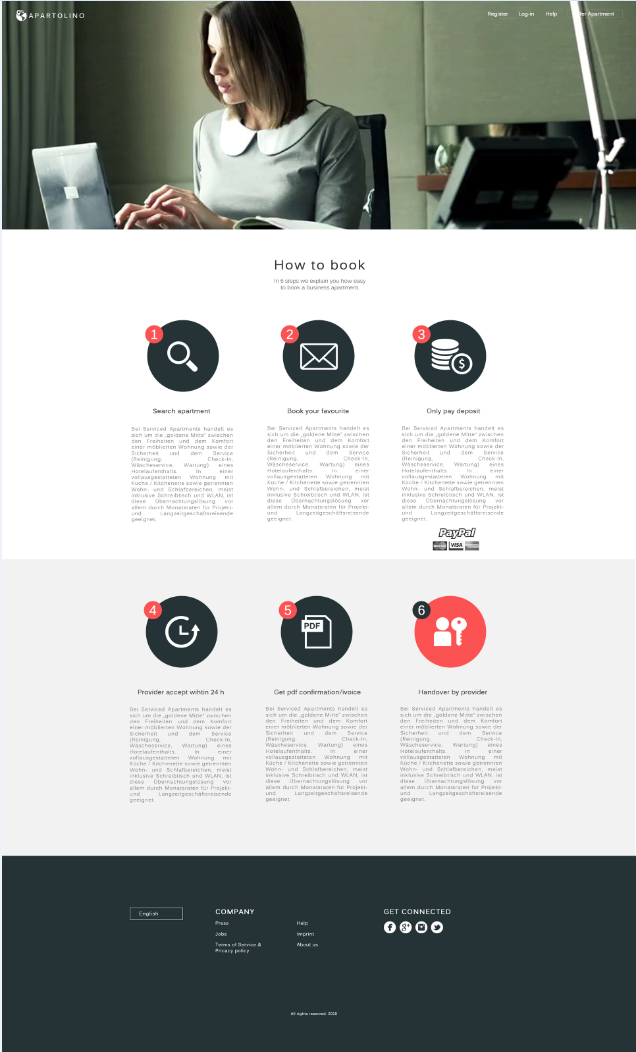 APARTOLINO
Register Log-in Help
Apartment
How to book
In 6 steps we explain you how easy
to book a business apartment.
1
2
3
$
Search apartment
Book your favourite
Only pay deposit
Bei Serviced Apartments handelt es
sich um die „goldene Mitte" zwischen
den Freiheiten und dem Komfort
einer möblierten Wohnung sowie der
Sicherheit und dem Service
(Reinigung, Check-In,
Wäscheservice, Wartung) eines
Hotelaufenthalts. In einer
vollausgestatteten Wohnung mit
Küche / Kirchenette sowie getrennten
Wohn- und Schlafbereichen, meist
inklusive Schreibtisch und WLAN, ist
diese Übernachtungslösung vor
allem durch Monatsraten für Projekt-
und Langzeitgeschäftsreisende
geeignet.
Bei Serviced Apartments handelt es
sich um die „goldene Mitte" zwischen
den Freiheiten und dem Komfort
einer möblierten Wohnung sowie der
Sicherheit und dem Service
(Reinigung, Check-In,
Wäscheservice, Wartung) eines
Hotelaufenthalts. In einer
vollausgestatteten Wohnung mit
Küche / Kirchenette sowie getrennten
Wohn- und Schlafbereichen, meist
inklusive Schreibtisch und WLAN, ist
diese Übernachtungslösung vor
allem durch Monatsraten für Projekt-
und Langzeitgeschäftsreisende
geeignet.
Bei Serviced Apartments handelt es
sich um die „goldene Mitte" zwischen
den Freiheiten und dem Komfort
einer möblierten Wohnung sowie der
Sicherheit und dem Service
(Reinigung, Check-In,
Wäscheservice, Wartung) eines
Hotelaufenthalts. In einer
vollausgestatteten Wohnung mit
Küche / Kirchenette sowie getrennten
Wohn- und Schlafbereichen, meist
inklusive Schreibtisch und WLAN, ist
diese Übernachtungslösung vor
allem durch Monatsraten für Projekt-
und Langzeitgeschäftsreisende
geeignet.
PayPal
VISA
4
5
6
PDF
Provider accept wihtin 24 h
Get pdf confirmation/ivoice
Handover by provider
Bei Serviced Apartments handelt es
sich um die „goldene Mitte" zwischen
den Freiheiten und dem Komfort
einer möblierten Wohnung sowie der
Sicherheit und dem Service
(Reinigung, Check-In,
Wäscheservice, Wartung) eines
Hotelaufenthalts. In einer
vollausgestatteten Wohnung mit
Küche / Kirchenette sowie getrennten
Wohn- und Schlafbereichen, meist
inklusive Schreibtisch und WLAN, ist
diese Übernachtungslösung vor
allem durch Monatsraten für Projekt-
und Langzeitgeschäftsreisende
geeignet.
Bei Serviced Apartments handelt es
sich um die „goldene Mitte" zwischen
den Freiheiten und dem Komfort
einer möblierten Wohnung sowie der
Sicherheit und dem Service
(Reinigung, Check-In,
Wäscheservice, Wartung) eines
Hotelaufenthalts. In einer
vollausgestatteten Wohnung mit
Küche / Kirchenette sowie getrennten
Wohn- und Schlafbereichen, meist
inklusive Schreibtisch und WLAN, ist
diese Übernachtungslösung vor
allem durch Monatsraten für Projekt-
und Langzeitgeschäftsreisende
geeignet.
Bei Serviced Apartments handelt es
sich um die „goldene Mitte" zwischen
den Freiheiten und dem Komfort
einer möblierten Wohnung sowie der
Sicherheit und dem Service
(Reinigung, Check-In,
Wäscheservice, Wartung) eines
Hotelaufenthalts. In einer
vollausgestatteten Wohnung mit
Küche / Kirchenette sowie getrennten
Wohn- und Schlafbereichen, meist
inklusive Schreibtisch und WLAN, ist
diese Übernachtungslösung vor
allem durch Monatsraten für Projekt-
und Langzeitgeschäftsreisende
geeignet.
English
COMPANY
Press
Jobs
Terms of Service &
Privacy policy
Help
Imprint
About us
GET CONNECTED
All rights reserved. 2015